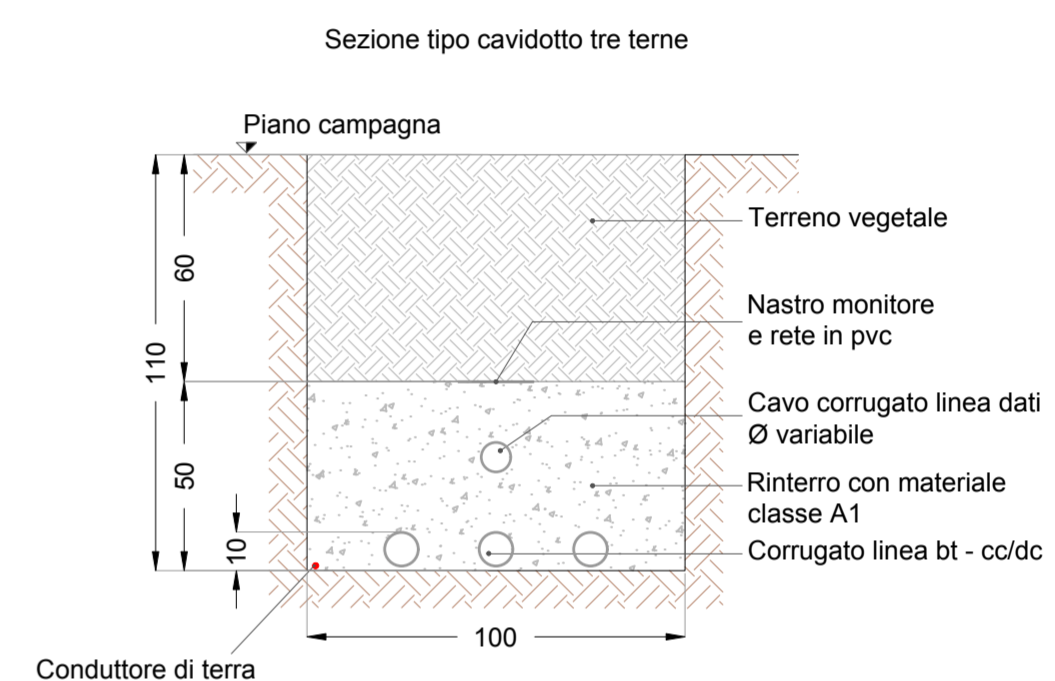 Sezione tipo cavidotto tre terne
Piano campagna
Terreno vegetale
60
Nastro monitore
e rete in pvc
110
Cavo corrugato linea dati
Ø variabile
50
Rinterro con materiale
classe A1
10
Corrugato linea bt - cc/dc
100
Conduttore di terra